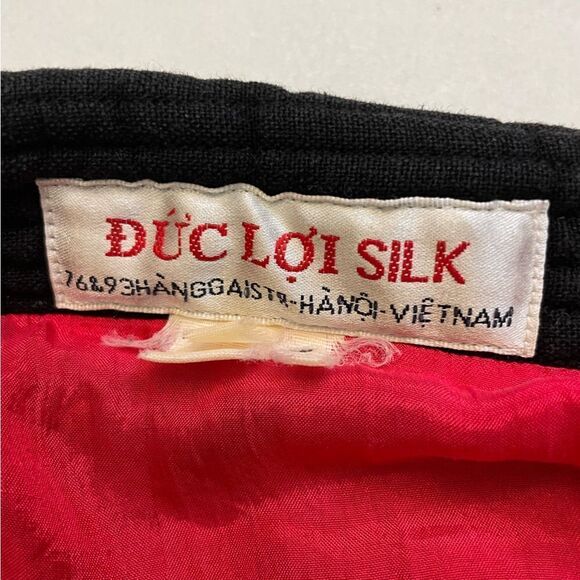 ĐỨC LỢI SILK
76&93HÀNGGAISTR-HÀNỘI-VIỆTNAM